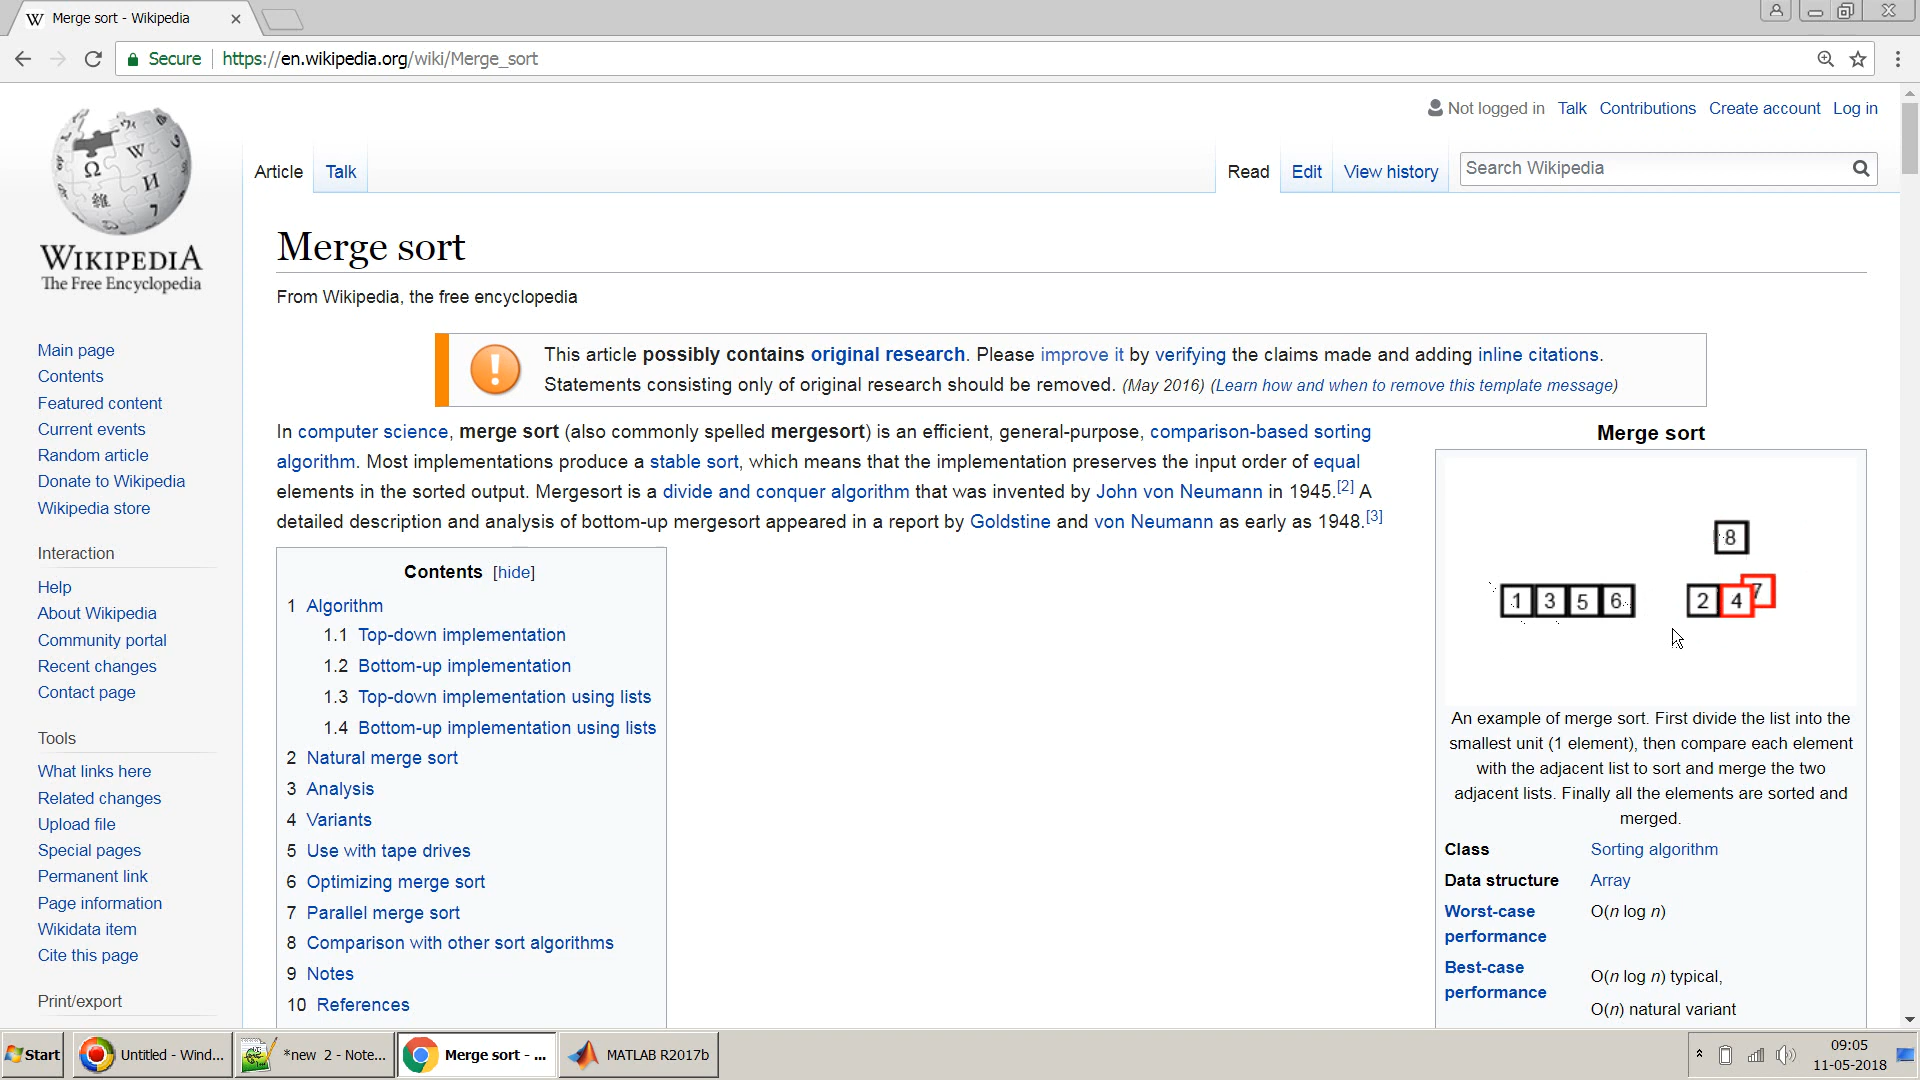 Merge sort - Wikipedia
Secure https://en.wikipedia.org/wiki/Merge_sort
Not logged in Talk Contributions Create account Log in
Article Talk Read Edit View history Search Wikipedia
WIKIPEDIA
The Free Encyclopedia
Main page
Contents
Featured content
Current events
Random article
Donate to Wikipedia
Wikipedia store
Interaction
Help
About Wikipedia
Community portal
Recent changes
Contact page
Tools
What links here
Related changes
Upload file
Special pages
Permanent link
Page information
Wikidata item
Cite this page
Print/export
Merge sort
From Wikipedia, the free encyclopedia
This article possibly contains original research. Please improve it by verifying the claims made and adding inline citations.
Statements consisting only of original research should be removed. (May 2016) (Learn how and when to remove this template message)
In computer science, merge sort (also commonly spelled mergesort) is an efficient, general-purpose, comparison-based sorting
algorithm. Most implementations produce a stable sort, which means that the implementation preserves the input order of equal
elements in the sorted output. Mergesort is a divide and conquer algorithm that was invented by John von Neumann in 1945.[2] A
detailed description and analysis of bottom-up mergesort appeared in a report by Goldstine and von Neumann as early as 1948.[3]
Contents [hide]
1 Algorithm
1.1 Top-down implementation
1.2 Bottom-up implementation
1.3 Top-down implementation using lists
1.4 Bottom-up implementation using lists
2 Natural merge sort
3 Analysis
4 Variants
5 Use with tape drives
6 Optimizing merge sort
7 Parallel merge sort
8 Comparison with other sort algorithms
9 Notes
10 References
Merge sort
8
1 3 5 6 2 4 7
An example of merge sort. First divide the list into the
smallest unit (1 element), then compare each element
with the adjacent list to sort and merge the two
adjacent lists. Finally all the elements are sorted and
merged.
Class Sorting algorithm
Data structure Array
Worst-case O(n log n)
performance
Best-case O(n log n) typical,
performance
O(n) natural variant
Start Untitled - Wind... *new 2 - Note... Merge sort - ... MATLAB R2017b 09:05
11-05-2018